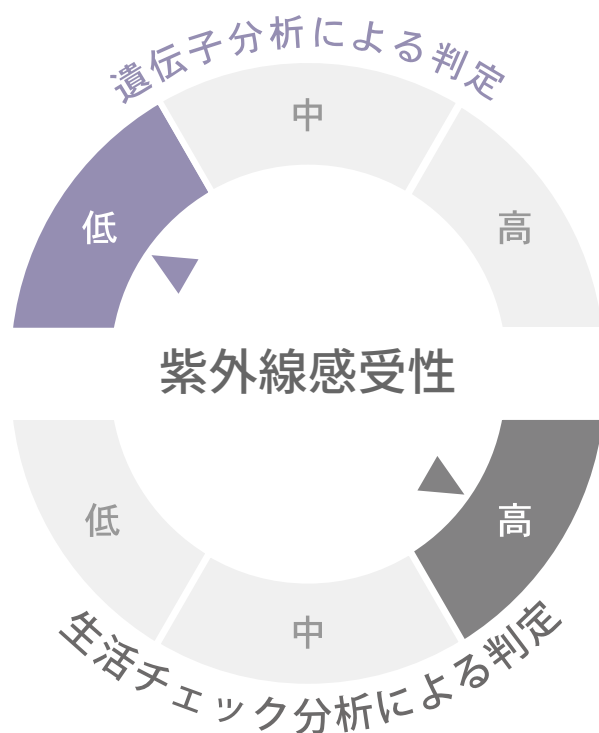 遺伝子分析による判定
中
低
高
紫外線感受性
低
高
中
生活チェック分析による判定